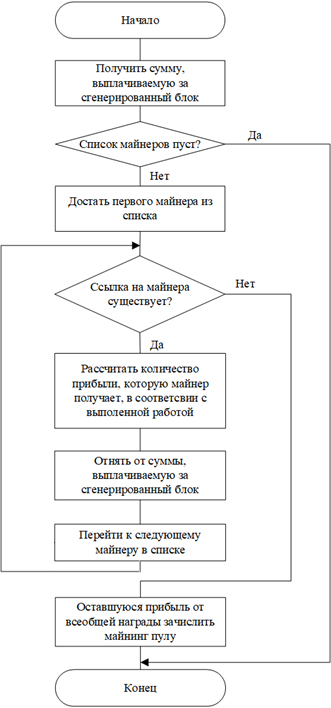 Начало
Получить сумму,
выплачиваемую за
сгенерированный блок
Список майнеров пуст?
Да
Нет
Достать первого майнера из
списка
Ссылка на майнера
существует?
Нет
Да
Рассчитать количество
прибыли, которую майнер
получает, в соответсвии с
выполенной работой
Отнять от суммы,
выплачиваемую за
сгенерированный блок
Перейти к следующему
майнеру в списке
Оставшуюся прибыль от
всеобщей награды зачислить
майнинг пулу
Конец